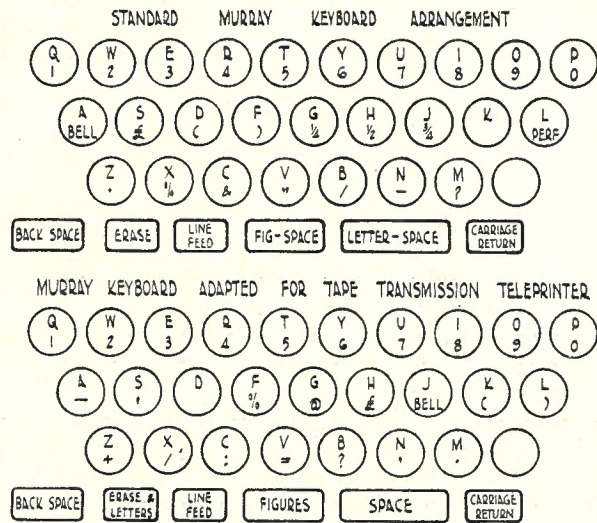 STANDARD MURRAY KEYBOARD ARRANGEMENT
Q W E R T Y U I O P
1 2 3 4 5 6 7 8 9 0
A S D F G H J K L
BELL £ ( ) ¼ ½ ¾ PERF
Z X C V B N M
. % & " / – ?
BACK SPACE ERASE LINE FEED FIG-SPACE LETTER-SPACE CARRIAGE RETURN
MURRAY KEYBOARD ADAPTED FOR TAPE TRANSMISSION TELEPRINTER
Q W E R T Y U I O P
1 2 3 4 5 6 7 8 9 0
A S D F G H J K L
– ' % @ £ BELL ( )
Z X C V B N M
+ / : = ? , .
BACK SPACE ERASE & LETTERS LINE FEED FIGURES SPACE CARRIAGE RETURN